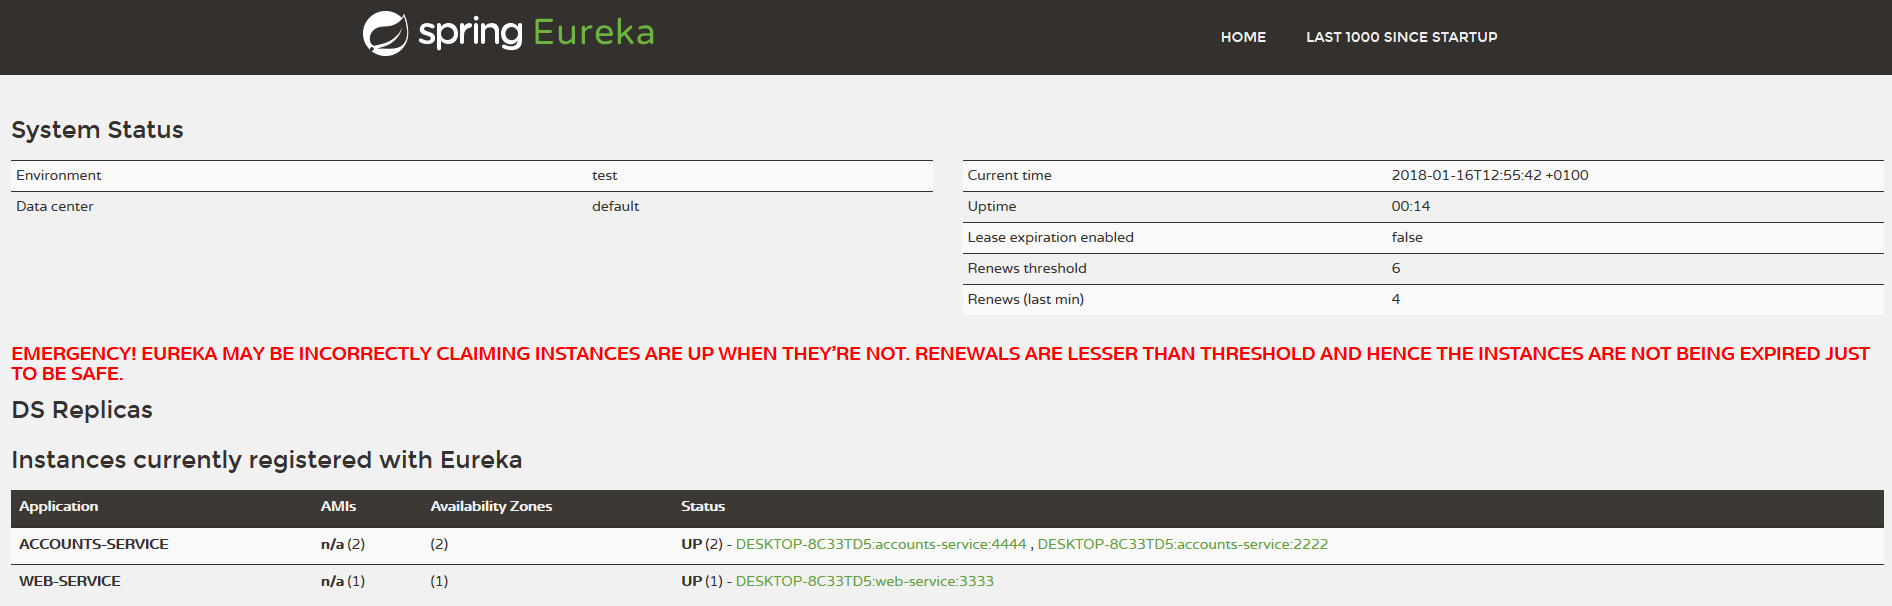 spring Eureka
HOME LAST 1000 SINCE STARTUP
System Status
Environment test
Data center default
Current time 2018-01-16T12:55:42 +0100
Uptime 00:14
Lease expiration enabled false
Renews threshold 6
Renews (last min) 4
EMERGENCY! EUREKA MAY BE INCORRECTLY CLAIMING INSTANCES ARE UP WHEN THEY'RE NOT. RENEWALS ARE LESSER THAN THRESHOLD AND HENCE THE INSTANCES ARE NOT BEING EXPIRED JUST
TO BE SAFE.
DS Replicas
Instances currently registered with Eureka
Application AMIs Availability Zones Status
ACCOUNTS-SERVICE n/a (2) (2) UP (2) - DESKTOP-8C33TD5:accounts-service:4444 , DESKTOP-8C33TD5:accounts-service:2222
WEB-SERVICE n/a (1) (1) UP (1) - DESKTOP-8C33TD5:web-service:3333